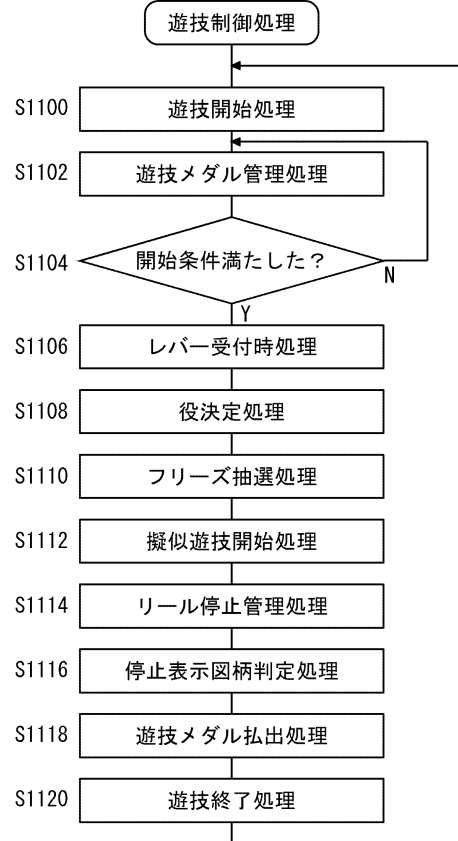 遊技制御処理
S1100 遊技開始処理
S1102 遊技メダル管理処理
S1104 開始条件満たした？
N
Y
S1106 レバー受付時処理
S1108 役決定処理
S1110 フリーズ抽選処理
S1112 擬似遊技開始処理
S1114 リール停止管理処理
S1116 停止表示図柄判定処理
S1118 遊技メダル払出処理
S1120 遊技終了処理